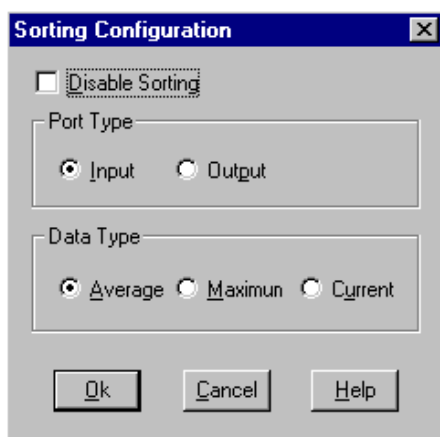 Sorting Configuration
Disable Sorting
Port Type
Input Output
Data Type
Average Maximun Current
Ok Cancel Help